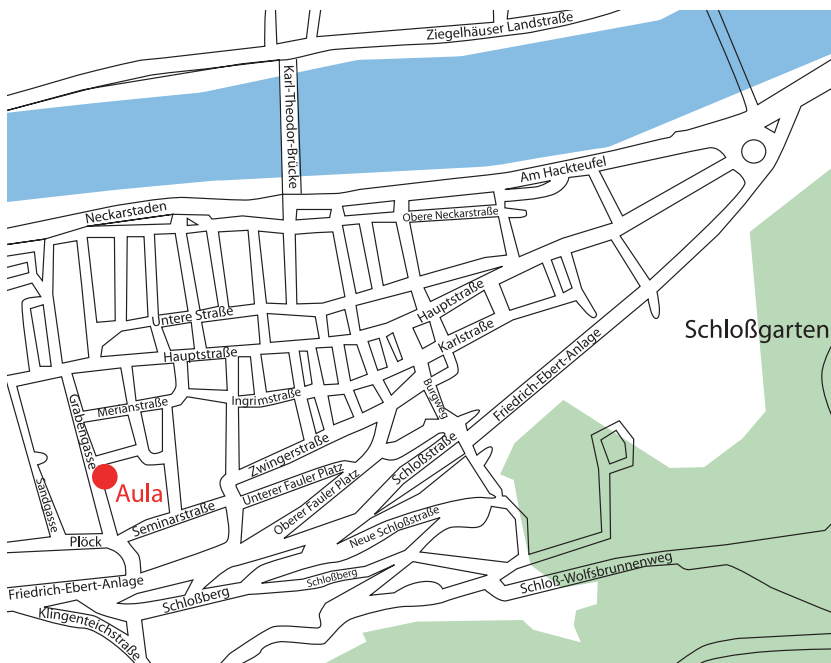 Ziegelhäuser Landstraße
Karl-Theodor-Brücke
Am Hackteufel
Neckarstaden
Obere Neckarstraße
Untere Straße
Hauptstraße
Hauptstraße
Karlstraße
Schloßgarten
Friedrich-Ebert-Anlage
Burgweg
Ingrimstraße
Merianstraße
Grabengasse
Sandgasse
Zwingerstraße
Schloßstraße
Unterer Fauler Platz
Oberer Fauler Platz
Aula
Seminarstraße
Plöck
Neue Schloßstraße
Friedrich-Ebert-Anlage
Schloßberg
Schloßberg
Schloß-Wolfsbrunnenweg
Klingenteichstraße